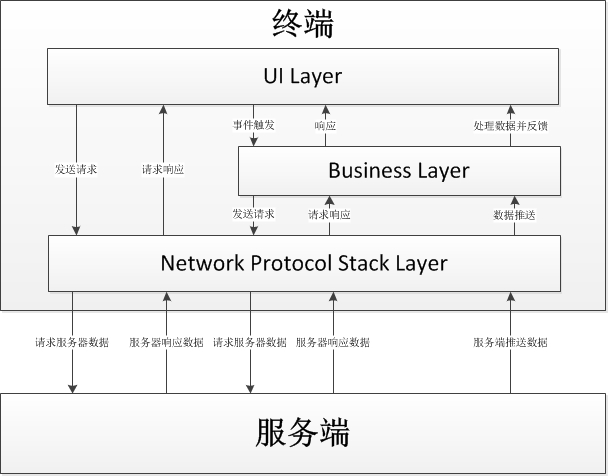 终端
UI Layer
事件触发
响应
处理数据并反馈
发送请求
请求响应
Business Layer
发送请求
请求响应
数据推送
Network Protocol Stack Layer
请求服务器数据
服务器响应数据
请求服务器数据
服务器响应数据
服务端推送数据
服务端